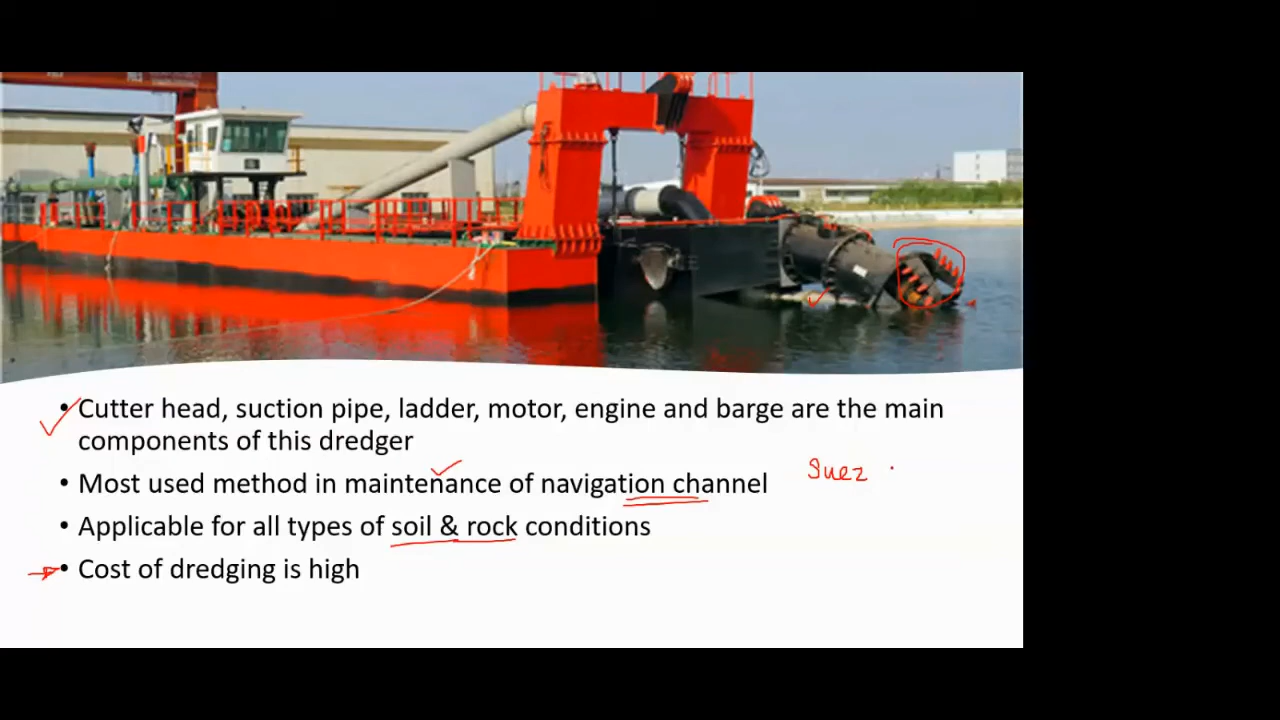 • Cutter head, suction pipe, ladder, motor, engine and barge are the main
components of this dredger
• Most used method in maintenance of navigation channel
Suez
• Applicable for all types of soil & rock conditions
• Cost of dredging is high